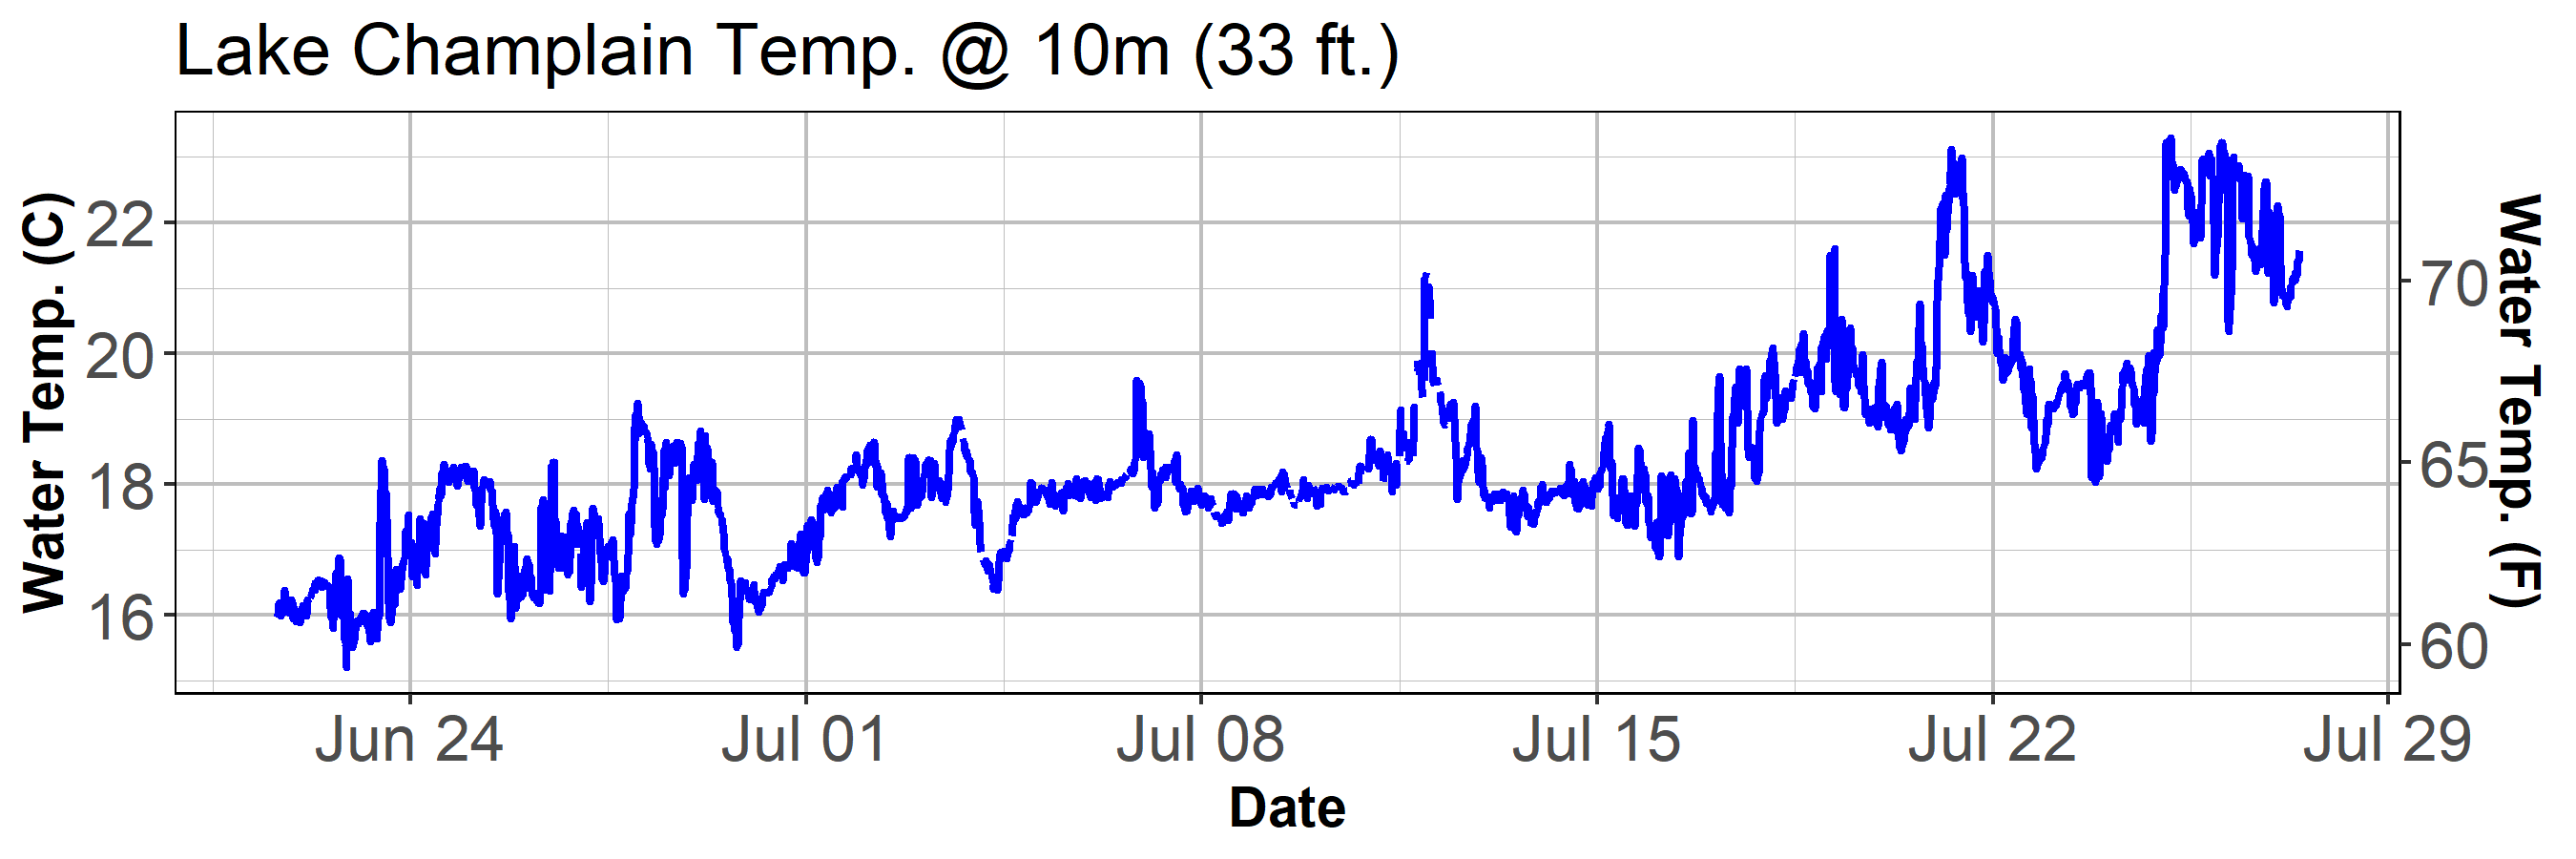 Lake Champlain Temp. @ 10m (33 ft.)
Water Temp. (C)
22
20
18
16
70
65
60
Water Temp. (F)
Jun 24
Jul 01
Jul 08
Jul 15
Jul 22
Jul 29
Date